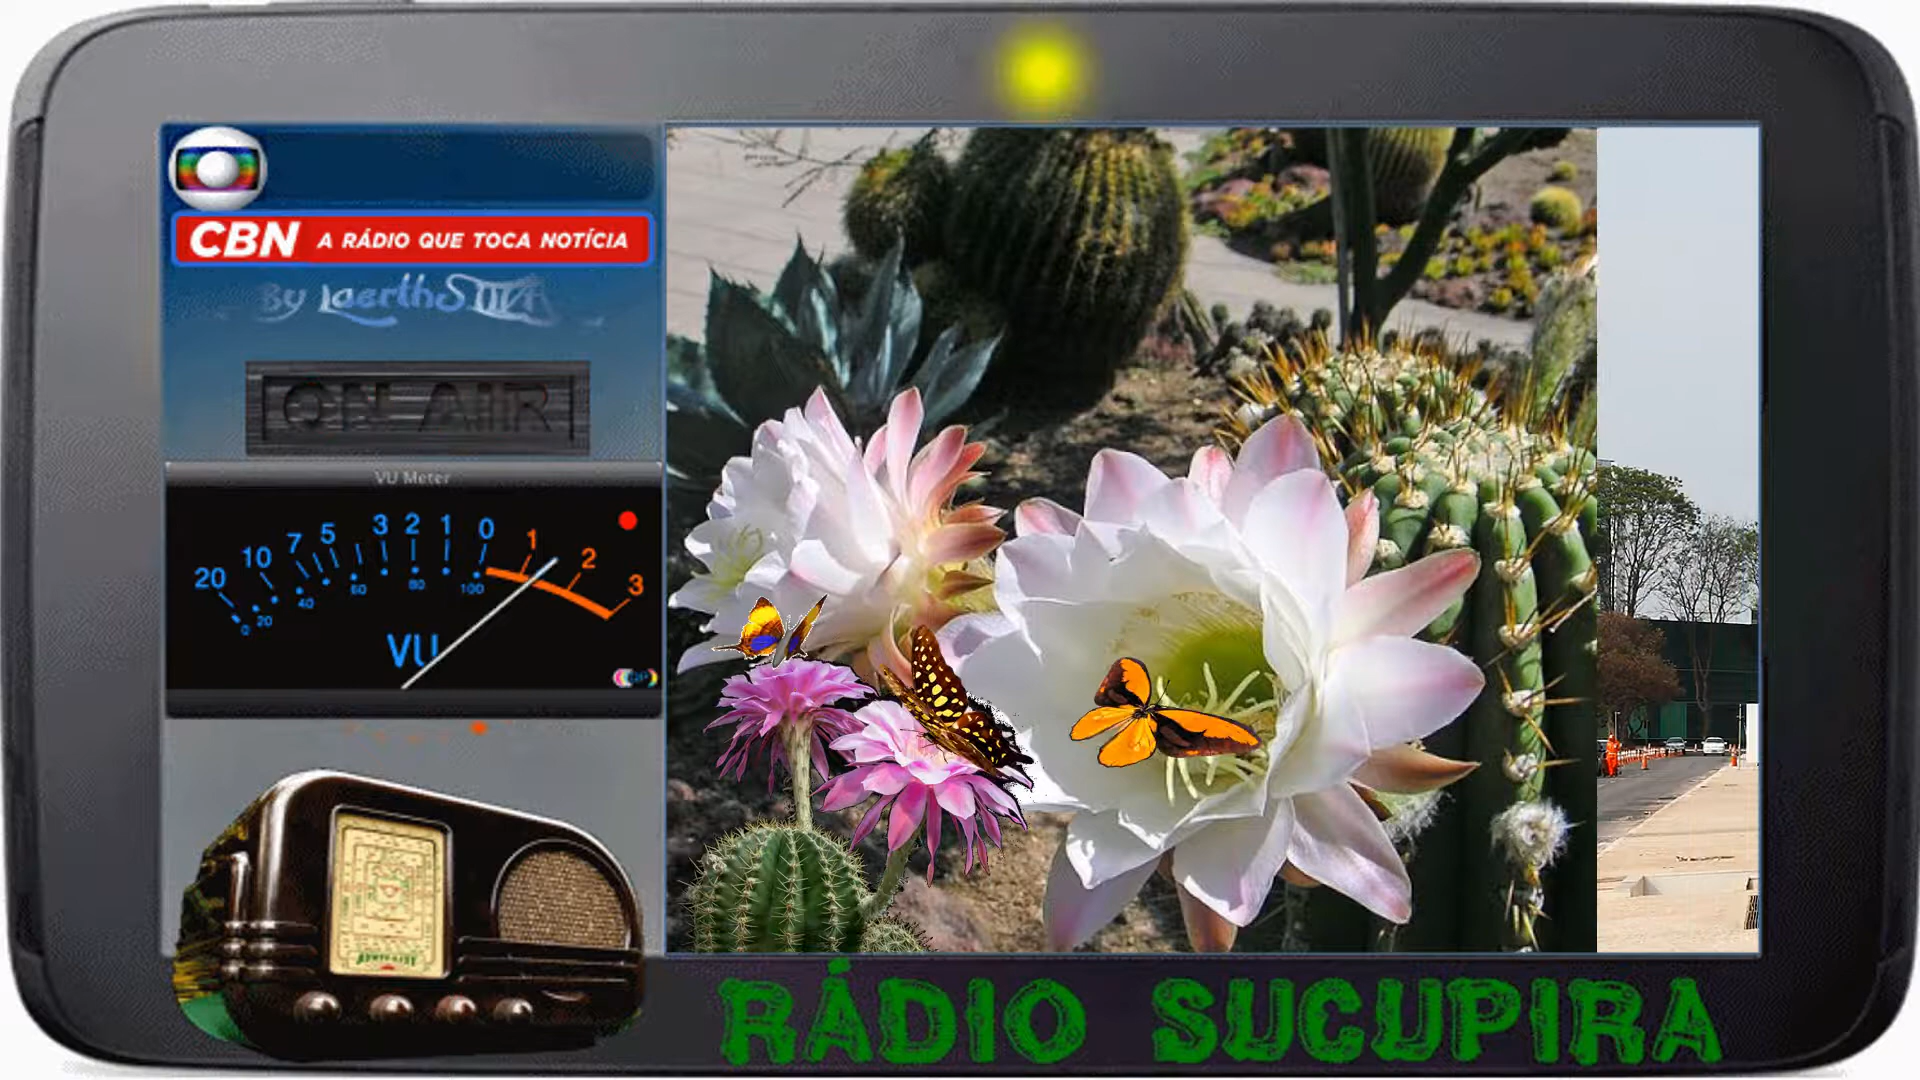 CBN A RÁDIO QUE TOCA NOTÍCIA
By Laerth Silva
ON AIR
VU Meter
20 10 7 5 3 2 1 0 1 2 3
0 20 40 60 80 100
VU
RÁDIO SUCUPIRA